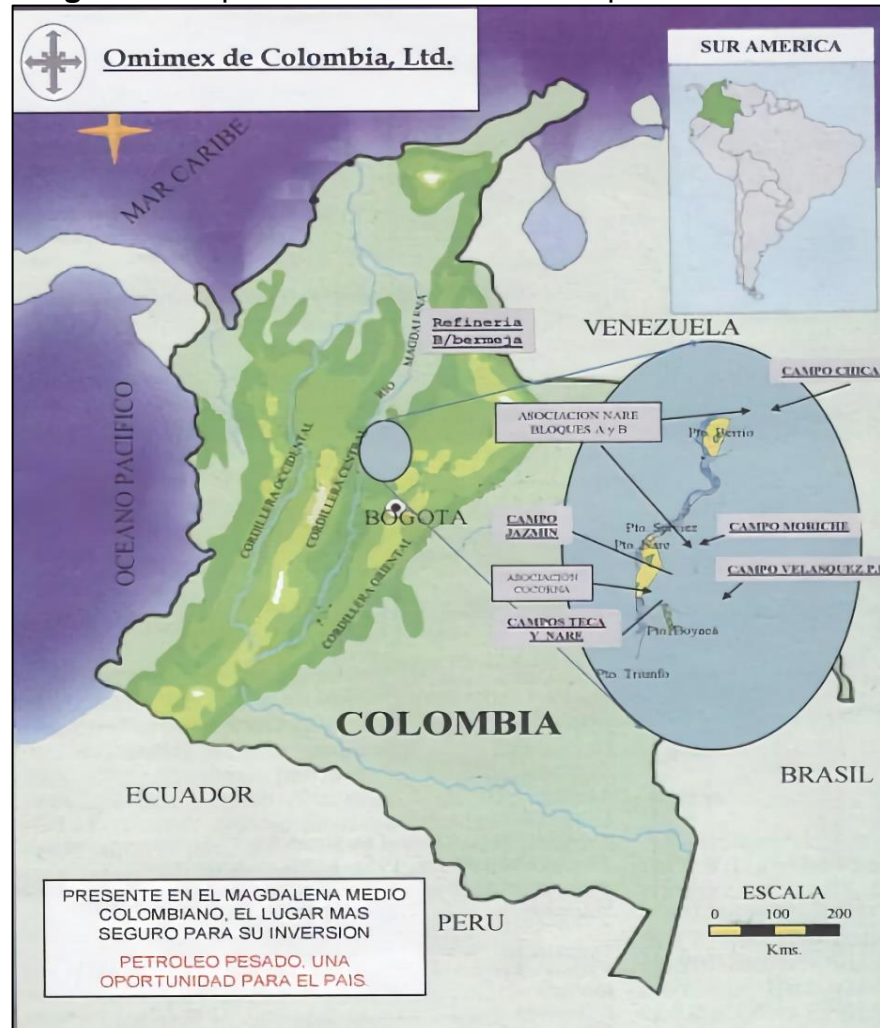 Omimex de Colombia, Ltd.
SUR AMERICA
MAR CARIBE
Refineria
B/bermeja
VENEZUELA
RIO MAGDALENA
CAMPO CHICA
ASOCIACION NARE
BLOQUES A y B
Pto Berrio
OCEANO PACIFICO
CORDILLERA OCCIDENTAL
CORDILLERA CENTRAL
CORDILLERA ORIENTAL
BOGOTA
CAMPO
JAZMIN
Pto
Pto Nare
CAMPO MORICHE
CAMPO VELASQUEZ P.
ASOCIACION
COCORNA
CAMPOS TECA
Y NARE
Pto Boyacá
Pto Triunfo
COLOMBIA
ECUADOR
BRASIL
PERU
PRESENTE EN EL MAGDALENA MEDIO
COLOMBIANO, EL LUGAR MAS
SEGURO PARA SU INVERSION
PETROLEO PESADO, UNA
OPORTUNIDAD PARA EL PAIS.
ESCALA
0 100 200
Kms.